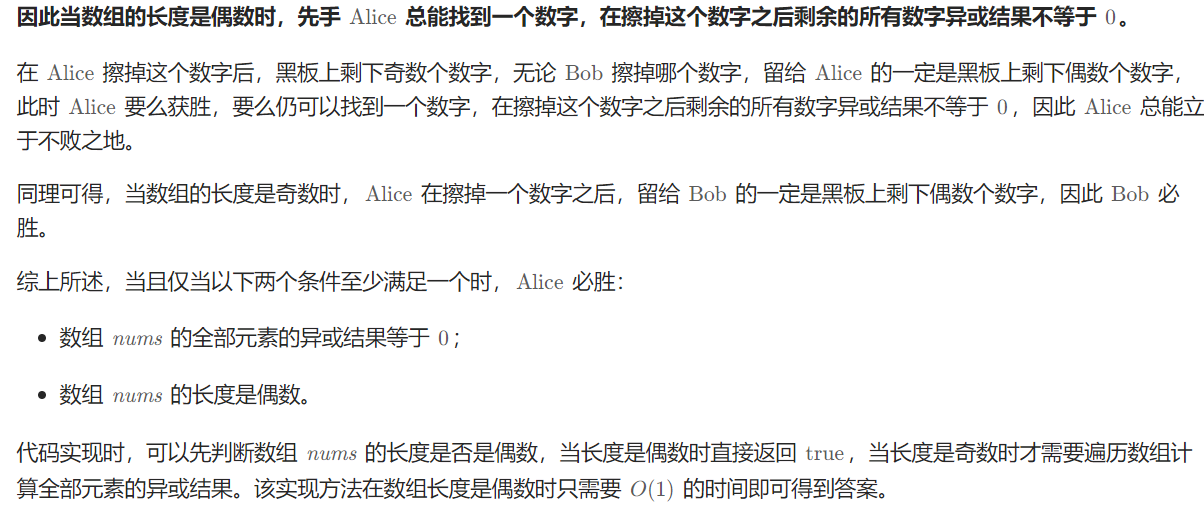 因此当数组的长度是偶数时，先手 Alice 总能找到一个数字，在擦掉这个数字之后剩余的所有数字异或结果不等于 0。
在 Alice 擦掉这个数字后，黑板上剩下奇数个数字，无论 Bob 擦掉哪个数字，留给 Alice 的一定是黑板上剩下偶数个数字，
此时 Alice 要么获胜，要么仍可以找到一个数字，在擦掉这个数字之后剩余的所有数字异或结果不等于 0，因此 Alice 总能立
于不败之地。
同理可得，当数组的长度是奇数时，Alice 在擦掉一个数字之后，留给 Bob 的一定是黑板上剩下偶数个数字，因此 Bob 必
胜。
综上所述，当且仅当以下两个条件至少满足一个时，Alice 必胜：
• 数组 nums 的全部元素的异或结果等于 0；
• 数组 nums 的长度是偶数。
代码实现时，可以先判断数组 nums 的长度是否是偶数，当长度是偶数时直接返回 true，当长度是奇数时才需要遍历数组计
算全部元素的异或结果。该实现方法在数组长度是偶数时只需要 O(1) 的时间即可得到答案。